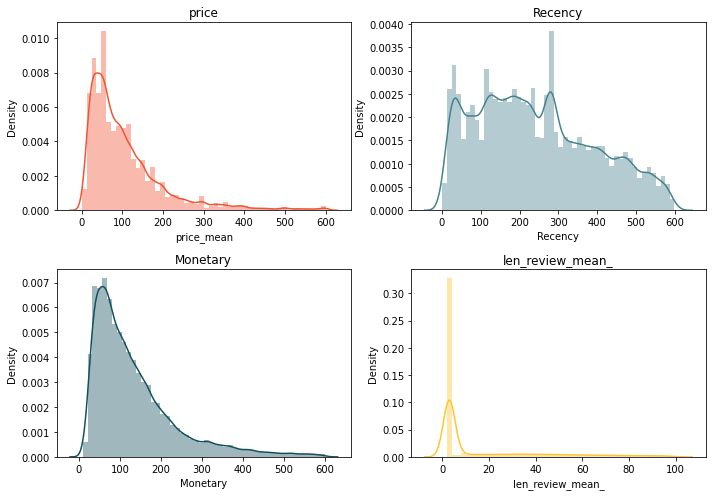 price
0.010
0.008
0.006
0.004
0.002
0.000
Density
0 100 200 300 400 500 600
price_mean
Recency
0.0040
0.0035
0.0030
0.0025
0.0020
0.0015
0.0010
0.0005
0.0000
Density
0 100 200 300 400 500 600
Recency
Monetary
0.007
0.006
0.005
0.004
0.003
0.002
0.001
0.000
Density
0 100 200 300 400 500 600
Monetary
len_review_mean_
0.30
0.25
0.20
0.15
0.10
0.05
0.00
Density
0 20 40 60 80 100
len_review_mean_